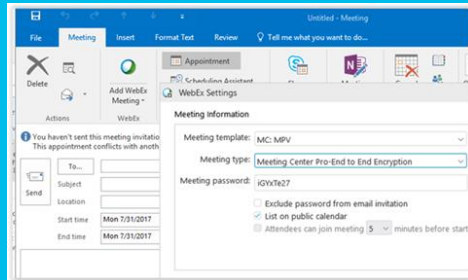 Untitled - Meeting
File Meeting Insert Format Text Review Tell me what you want to do...
Delete
Add WebEx
Meeting
Actions WebEx
Appointment
Scheduling Assistant
WebEx Settings
Meeting Information
Meeting template: MC: MPV
Meeting type: Meeting Center Pro-End to End Encryption
Meeting password: iGYxTe27
Exclude password from email invitation
List on public calendar
Attendees can join meeting 5 minutes before start
You haven't sent this meeting invitatio
This appointment conflicts with anoth
Send
To...
Subject
Location
Start time Mon 7/31/2017
End time Mon 7/31/2017